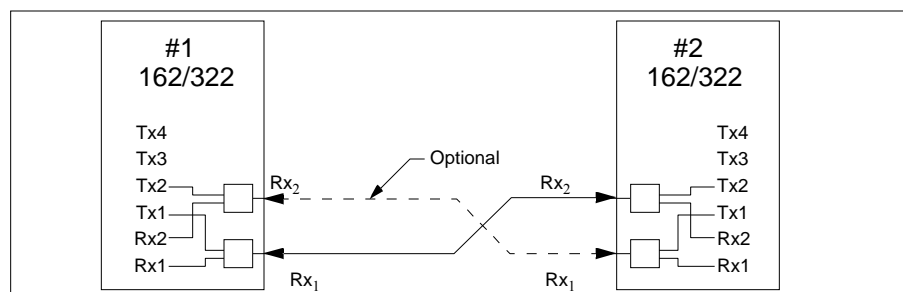 #1
162/322
Tx4
Tx3
Tx2
Tx1
Rx2
Rx1
Rx₂
Rx₁
Optional
Rx₂
Rx₁
#2
162/322
Tx4
Tx3
Tx2
Tx1
Rx2
Rx1